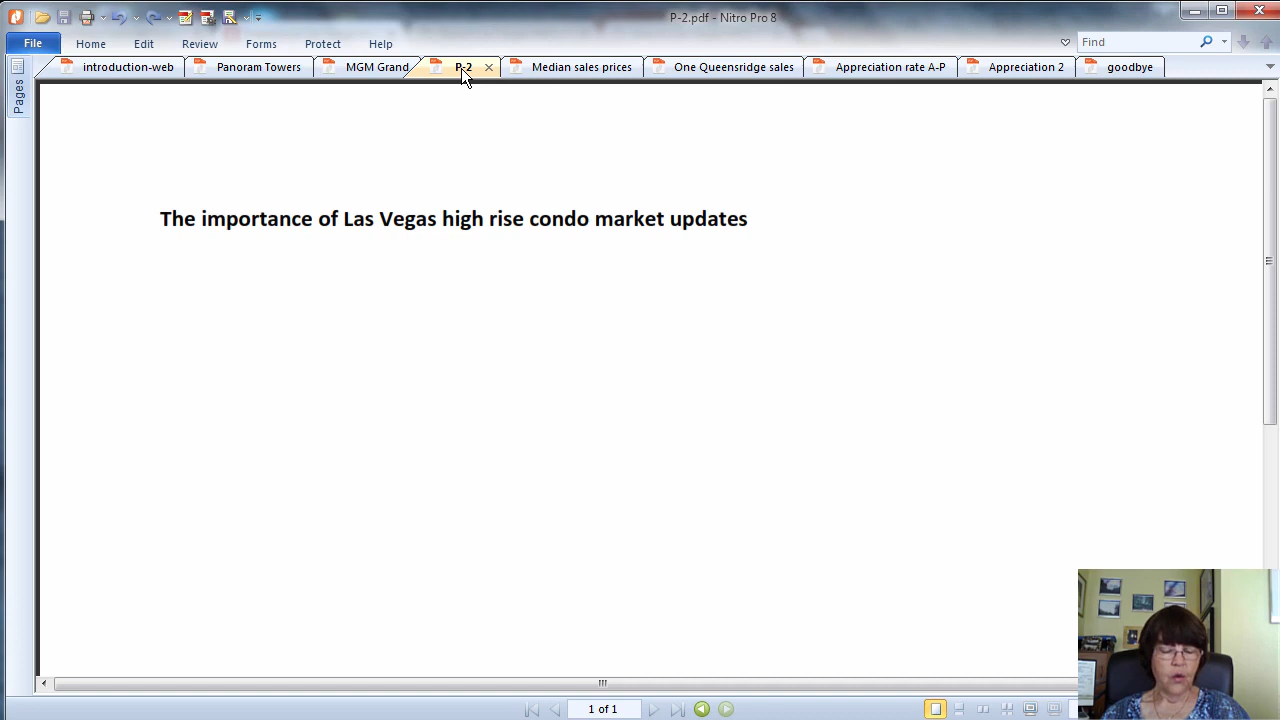 P-2.pdf - Nitro Pro 8
File Home Edit Review Forms Protect Help Find
introduction-web Panoram Towers MGM Grand P-2 Median sales prices One Queensridge sales Appreciation rate A-P Appreciation 2 goodbye
Pages
The importance of Las Vegas high rise condo market updates
1 of 1